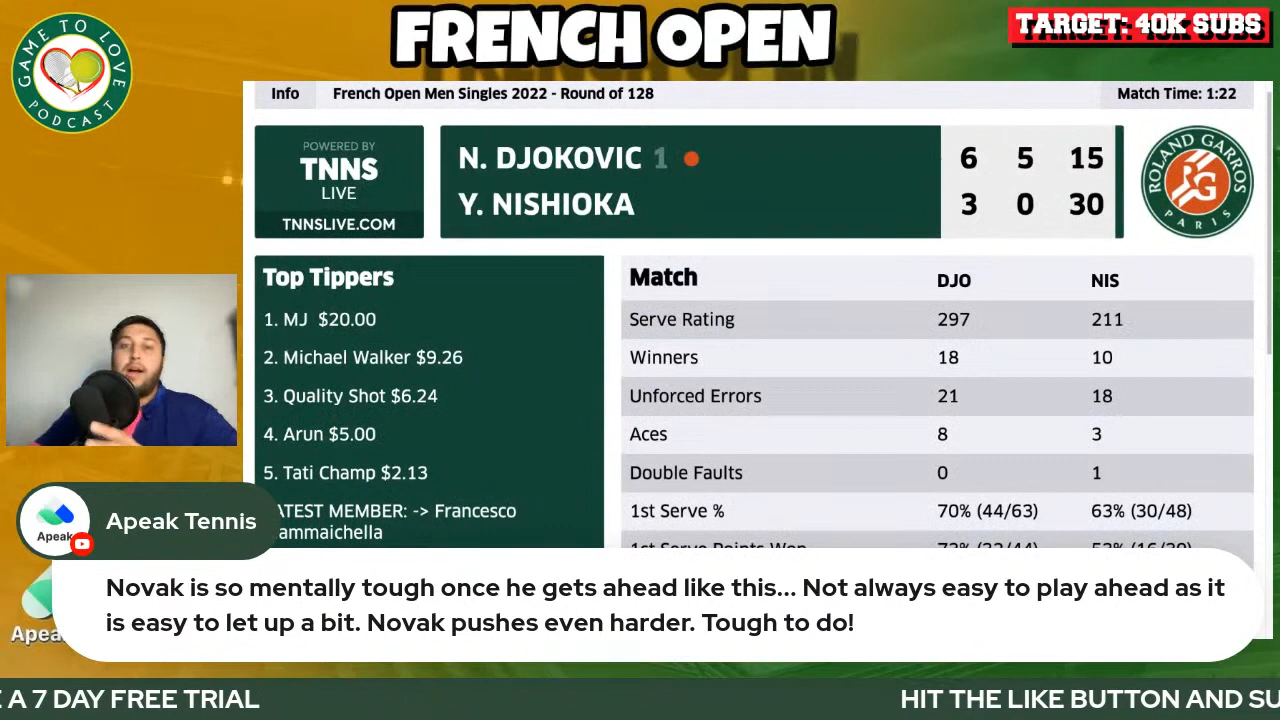 FRENCH OPEN
TARGET: 40K SUBS
GAME TO LOVE
PODCAST
Info French Open Men Singles 2022 - Round of 128 Match Time: 1:22
POWERED BY
TNNS
LIVE
TNNSLIVE.COM
N. DJOKOVIC 1 6 5 15
Y. NISHIOKA 3 0 30
ROLAND GARROS
RG
PARIS
Top Tippers
1. MJ $20.00
2. Michael Walker $9.26
3. Quality Shot $6.24
4. Arun $5.00
5. Tati Champ $2.13
ATEST MEMBER: -> Francesco
ammaichella
Match DJO NIS
Serve Rating 297 211
Winners 18 10
Unforced Errors 21 18
Aces 8 3
Double Faults 0 1
1st Serve % 70% (44/63) 63% (30/48)
Apeak
Apeak Tennis
Novak is so mentally tough once he gets ahead like this... Not always easy to play ahead as it
is easy to let up a bit. Novak pushes even harder. Tough to do!
Apea
E A 7 DAY FREE TRIAL HIT THE LIKE BUTTON AND SU